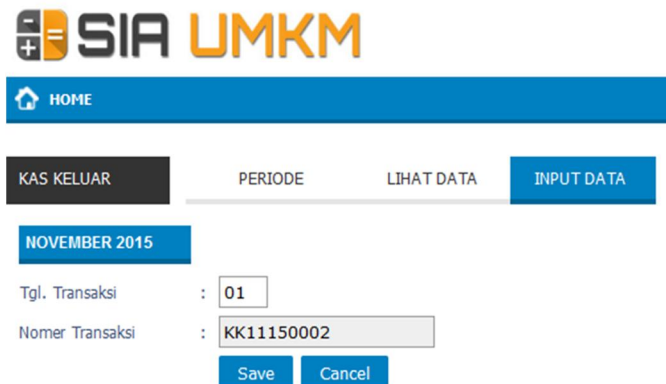 SIA UMKM
HOME
KAS KELUAR PERIODE LIHAT DATA INPUT DATA
NOVEMBER 2015
Tgl. Transaksi : 01
Nomer Transaksi : KK11150002
Save Cancel